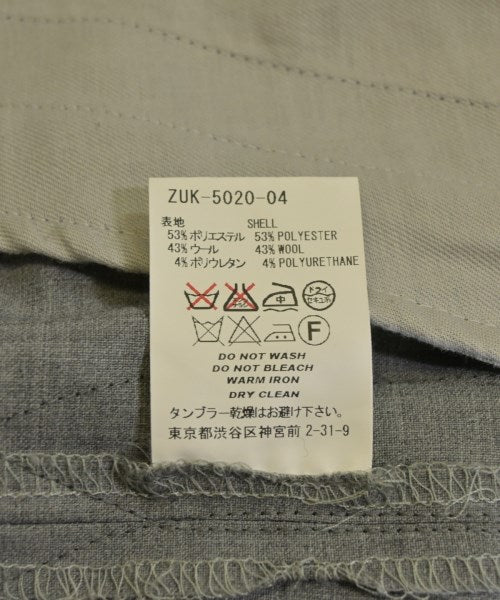 ZUK-5020-04
表地 SHELL
53% ポリエステル 53% POLYESTER
43% ウール 43% WOOL
4% ポリウレタン 4% POLYURETHANE
中 ドライ
セキユ系
F
DO NOT WASH
DO NOT BLEACH
WARM IRON
DRY CLEAN
タンブラー乾燥はお避け下さい。
東京都渋谷区神宮前 2-31-9